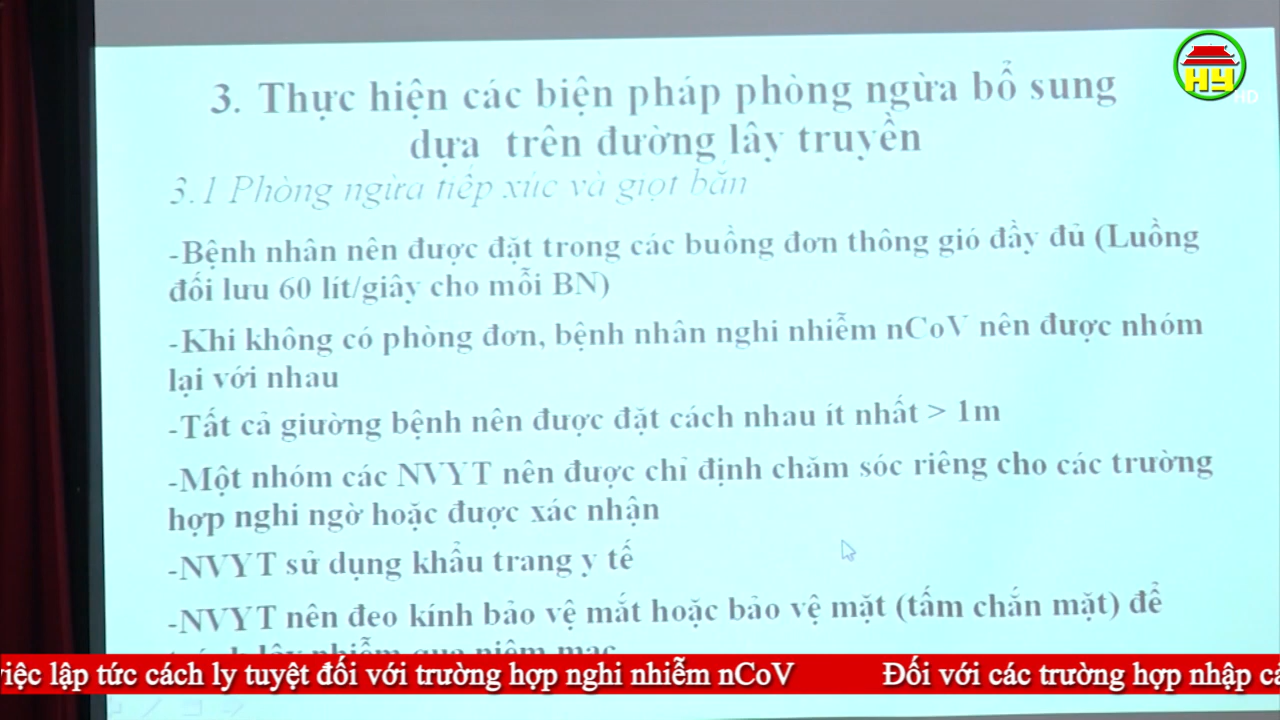 HY
HD
3. Thực hiện các biện pháp phòng ngừa bổ sung
dựa trên đường lây truyền
3.1 Phòng ngừa tiếp xúc và giọt bắn
-Bệnh nhân nên được đặt trong các buồng đơn thông gió đầy đủ (Luồng
đối lưu 60 lít/giây cho mỗi BN)
-Khi không có phòng đơn, bệnh nhân nghi nhiễm nCoV nên được nhóm
lại với nhau
-Tất cả giường bệnh nên được đặt cách nhau ít nhất > 1m
-Một nhóm các NVYT nên được chỉ định chăm sóc riêng cho các trường
hợp nghi ngờ hoặc được xác nhận
-NVYT sử dụng khẩu trang y tế
-NVYT nên đeo kính bảo vệ mắt hoặc bảo vệ mặt (tấm chắn mặt) để
lây nhiễm qua niêm mạc
việc lập tức cách ly tuyệt đối với trường hợp nghi nhiễm nCoV Đối với các trường hợp nhập